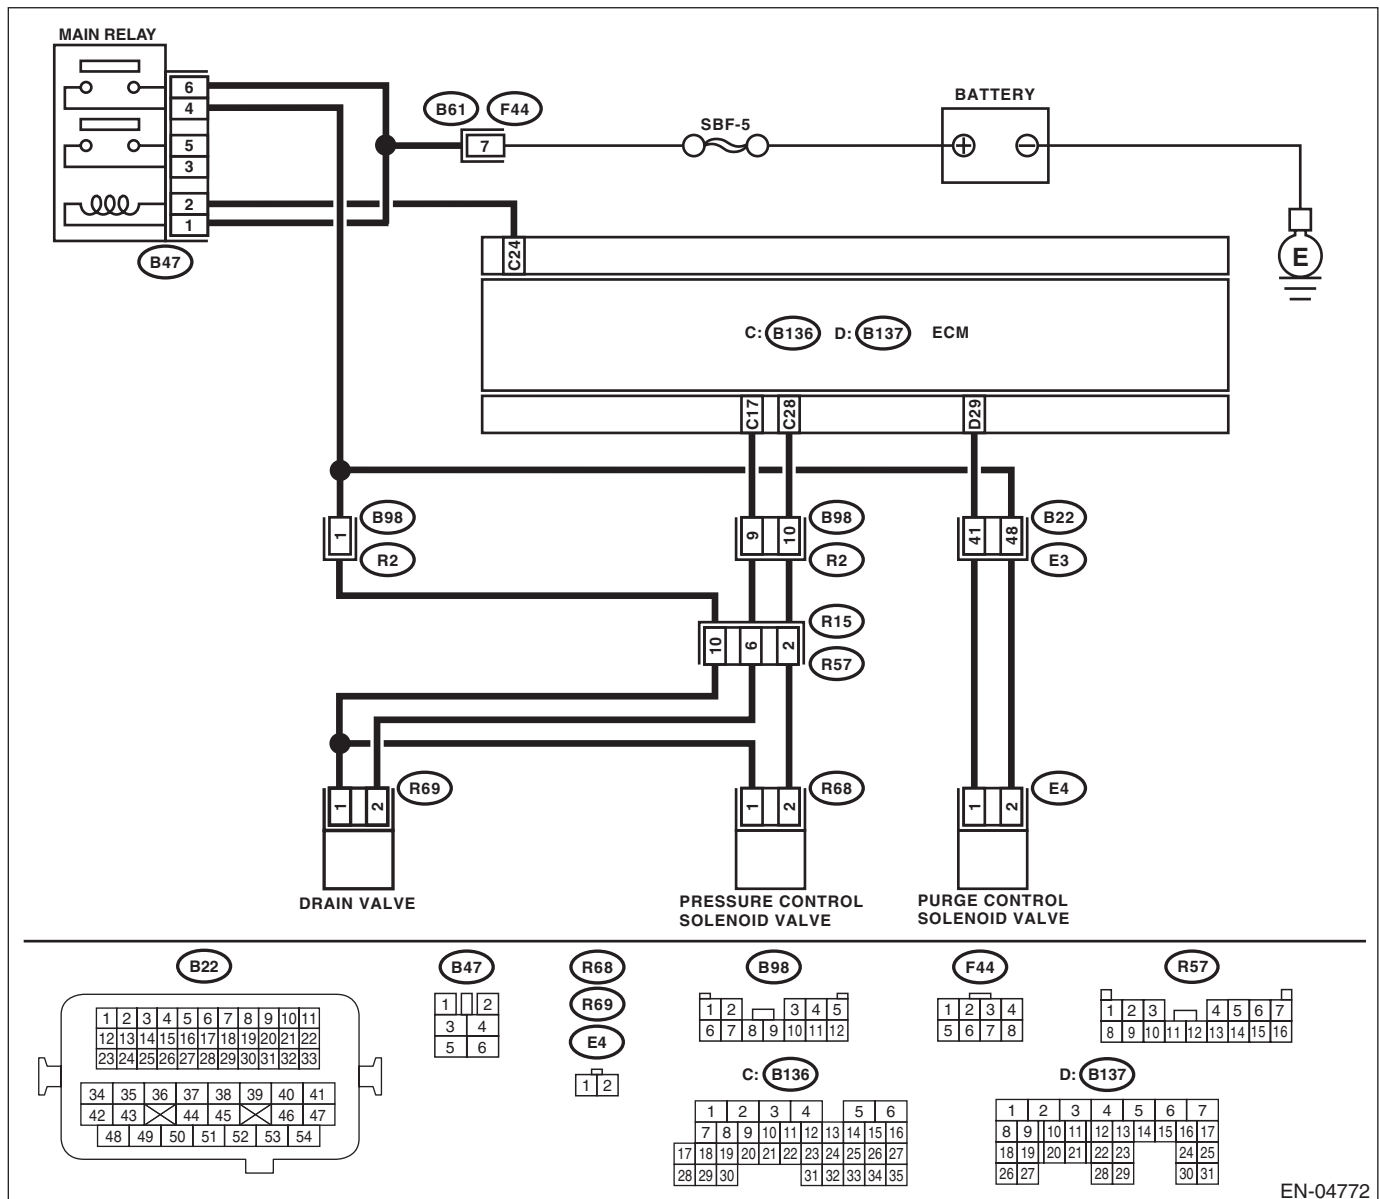 MAIN RELAY
6
4
5
3
2
1
B47
B61 F44
7
SBF-5
BATTERY
E
C24
C: B136 D: B137 ECM
C17 C28 D29
1 B98
R2
9 10 B98
R2
41 48 B22
E3
10 6 2 R15
R57
1 2 R69
1 2 R68
1 2 E4
DRAIN VALVE
PRESSURE CONTROL
SOLENOID VALVE
PURGE CONTROL
SOLENOID VALVE
B22
1 2 3 4 5 6 7 8 9 10 11
12 13 14 15 16 17 18 19 20 21 22
23 24 25 26 27 28 29 30 31 32 33
34 35 36 37 38 39 40 41
42 43 44 45 46 47
48 49 50 51 52 53 54
B47
1 2
3 4
5 6
R68
R69
E4
1 2
B98
1 2 3 4 5
6 7 8 9 10 11 12
F44
1 2 3 4
5 6 7 8
R57
1 2 3 4 5 6 7
8 9 10 11 12 13 14 15 16
C: B136
1 2 3 4 5 6
7 8 9 10 11 12 13 14 15 16
17 18 19 20 21 22 23 24 25 26 27
28 29 30 31 32 33 34 35
D: B137
1 2 3 4 5 6 7
8 9 10 11 12 13 14 15 16 17
18 19 20 21 22 23 24 25
26 27 28 29 30 31
EN-04772